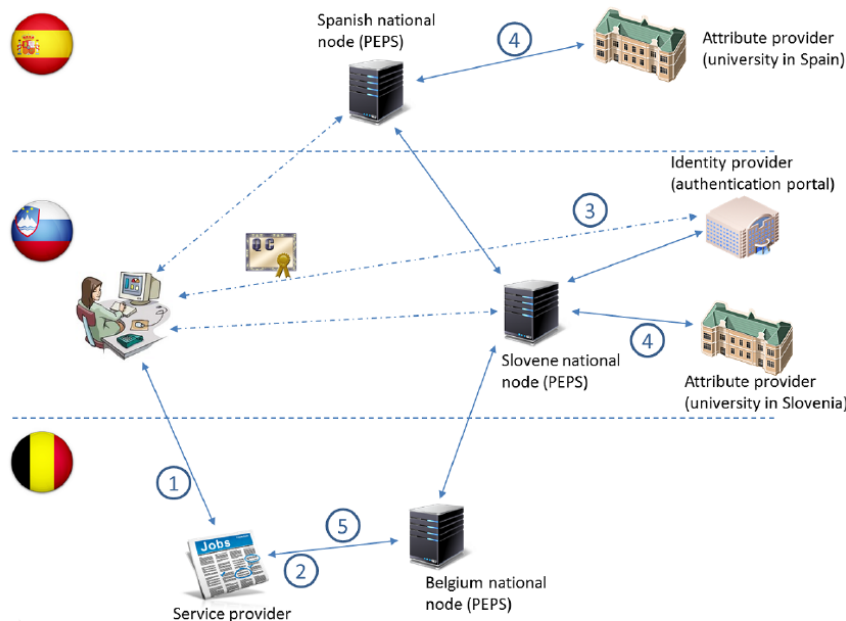 Spanish national
node (PEPS)
4
Attribute provider
(university in Spain)
Identity provider
(authentication portal)
3
Slovene national
node (PEPS)
4
Attribute provider
(university in Slovenia)
1
Jobs
5
2
Service provider
Belgium national
node (PEPS)